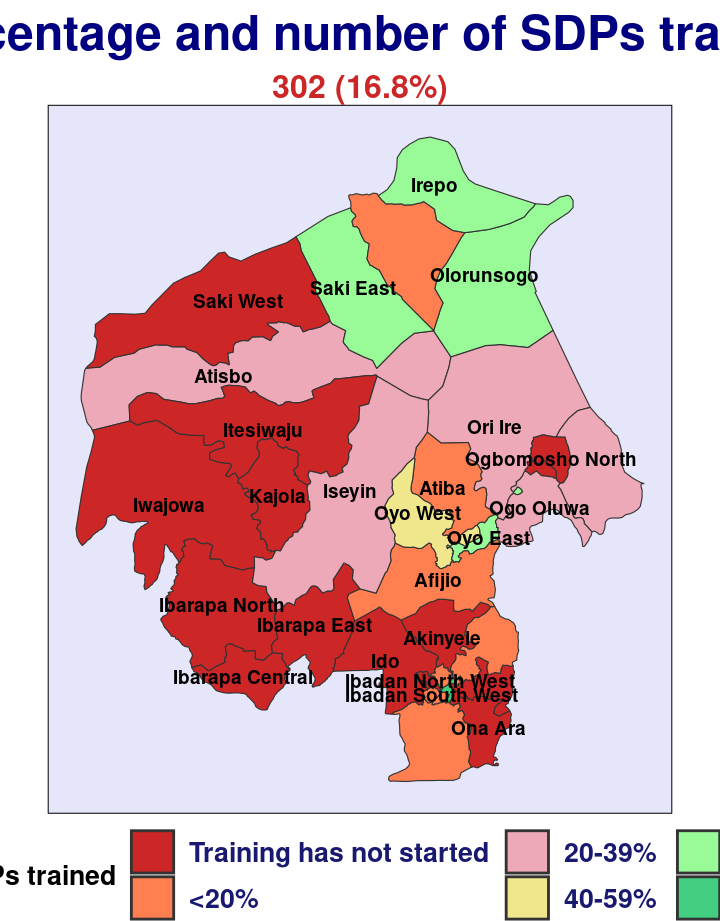 centage and number of SDPs tra
302 (16.8%)
Irepo
Olorunsogo
Saki East
Saki West
Atisbo
Ori Ire
Itesiwaju
Ogbomosho North
Iseyin
Atiba
Kajola
Iwajowa
Ogo Oluwa
Oyo West
Oyo East
Afijio
Ibarapa North
Ibarapa East
Akinyele
Ido
Ibarapa Central
Ibadan North West
Ibadan South West
Ona Ara
Training has not started
20-39%
Ps trained
<20%
40-59%